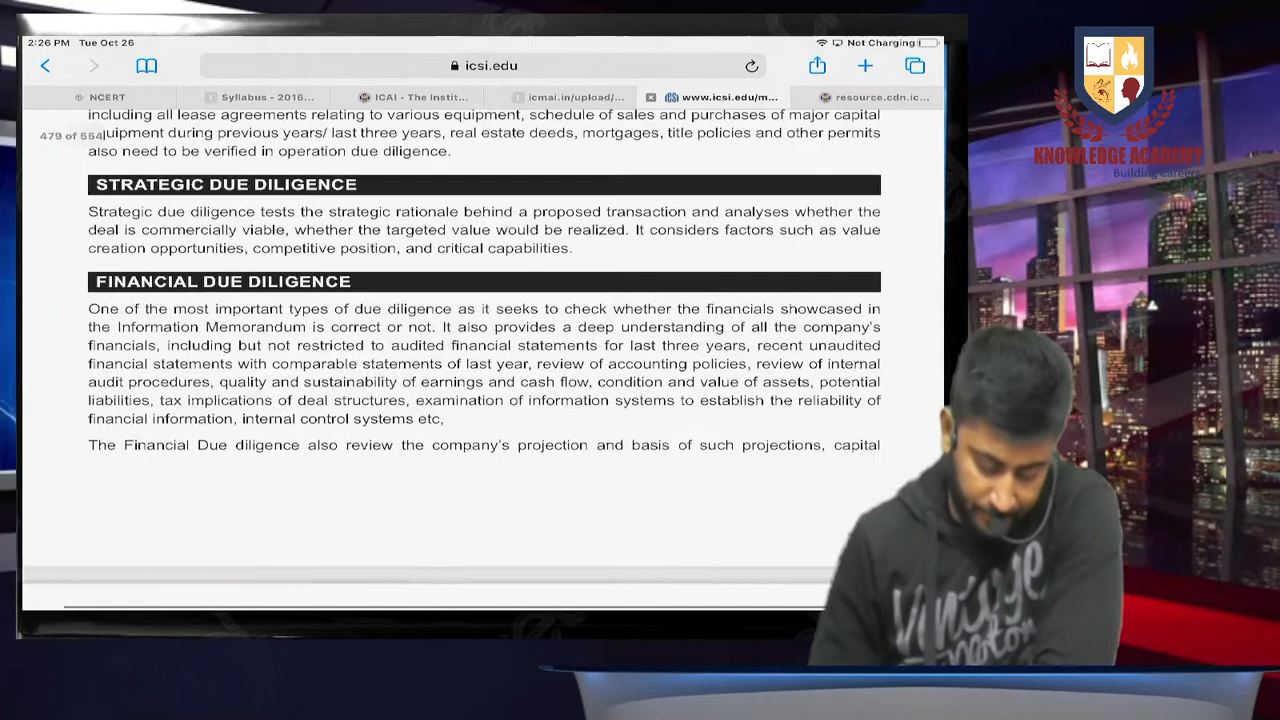 2:26 PM Tue Oct 26
Not Charging
icsi.edu
NCERT
Syllabus - 2016...
ICAI - The Instit...
icmai.in/upload/...
www.icsi.edu/m...
resource.cdn.ic...
including all lease agreements relating to various equipment, schedule of sales and purchases of major capital
479 of 654
quipment during previous years/ last three years, real estate deeds, mortgages, title policies and other permits
also need to be verified in operation due diligence.
STRATEGIC DUE DILIGENCE
Strategic due diligence tests the strategic rationale behind a proposed transaction and analyses whether the
deal is commercially viable, whether the targeted value would be realized. It considers factors such as value
creation opportunities, competitive position, and critical capabilities.
FINANCIAL DUE DILIGENCE
One of the most important types of due diligence as it seeks to check whether the financials showcased in
the Information Memorandum is correct or not. It also provides a deep understanding of all the company's
financials, including but not restricted to audited financial statements for last three years, recent unaudited
financial statements with comparable statements of last year, review of accounting policies, review of internal
audit procedures, quality and sustainability of earnings and cash flow, condition and value of assets, potential
liabilities, tax implications of deal structures, examination of information systems to establish the reliability of
financial information, internal control systems etc,
The Financial Due diligence also review the company's projection and basis of such projections, capital
KNOWLEDGE ACADEMY
Building Careers